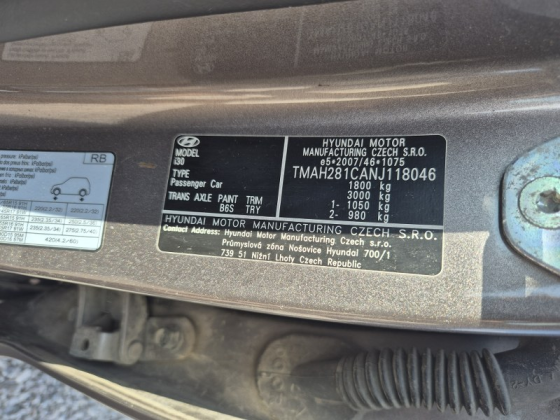 RB
HYUNDAI MOTOR
MANUFACTURING CZECH S.R.O.
e5*2007/46*1075
TMAH281CANJ118046
1800 kg
3000 kg
1- 1050 kg
2- 980 kg
MODEL
i30
TYPE
Passenger Car
TRANS AXLE PAINT TRIM
B6S TRY
HYUNDAI MOTOR MANUFACTURING CZECH S.R.O.
Contact Address: Hyundai Motor Manufacturing Czech s.r.o.
Průmyslová zóna Nošovice Hyundai 700/1
739 51 Nižní Lhoty Czech Republic